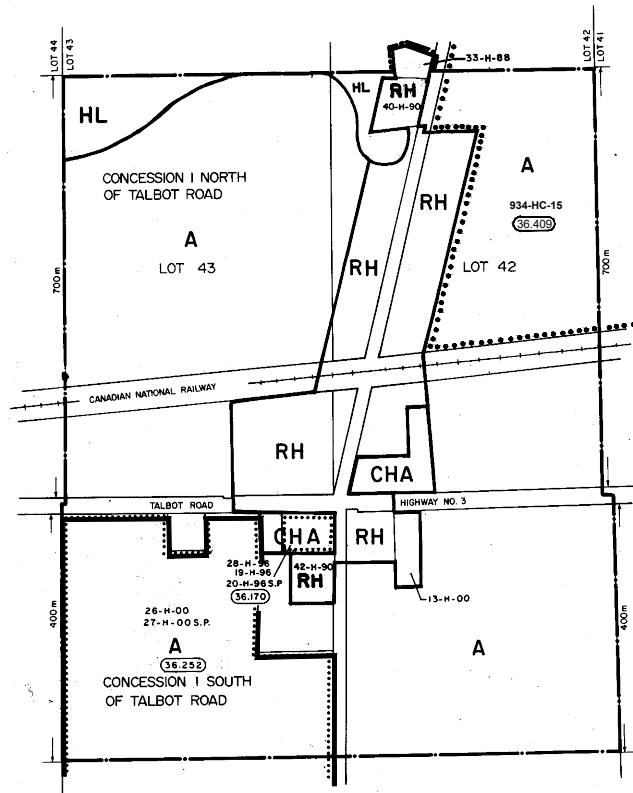 LOT 44
LOT 43
LOT 42
LOT 41
33-H-88
HL
HL
RH
40-H-90
CONCESSION I NORTH
OF TALBOT ROAD
A
934-HC-15
36.409
RH
A
LOT 43
RH
LOT 42
700m
700m
CANADIAN NATIONAL RAILWAY
RH
CHA
TALBOT ROAD
HIGHWAY NO. 3
CHA
RH
28-H-96
19-H-96
20-H-96 S.P
36.170
42-H-90
RH
13-H-00
26-H-00
27-H-00 S.P.
400m
400m
A
36.252
A
CONCESSION I SOUTH
OF TALBOT ROAD